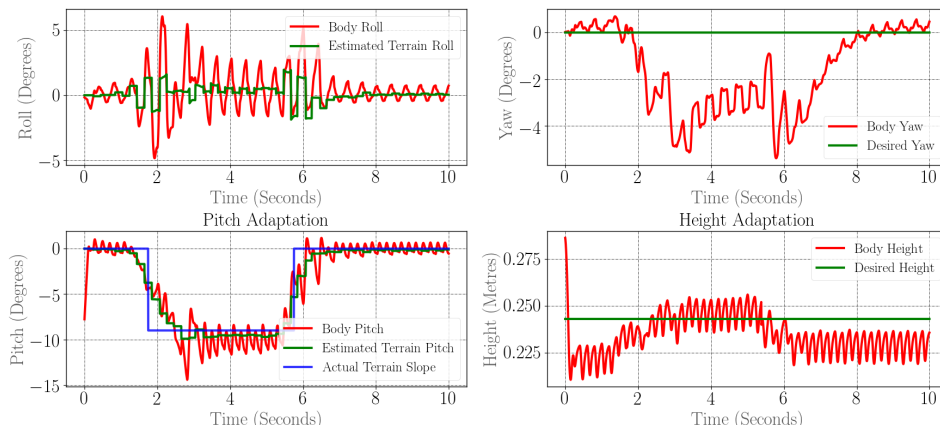 5
0
−5
Roll (Degrees)
Body Roll
Estimated Terrain Roll
0 2 4 6 8 10
Time (Seconds)
0
−2
−4
Yaw (Degrees)
Body Yaw
Desired Yaw
0 2 4 6 8 10
Time (Seconds)
Pitch Adaptation
0
−5
−10
−15
Pitch (Degrees)
Body Pitch
Estimated Terrain Pitch
Actual Terrain Slope
0 2 4 6 8 10
Time (Seconds)
Height Adaptation
0.275
0.250
0.225
Height (Metres)
Body Height
Desired Height
0 2 4 6 8 10
Time (Seconds)